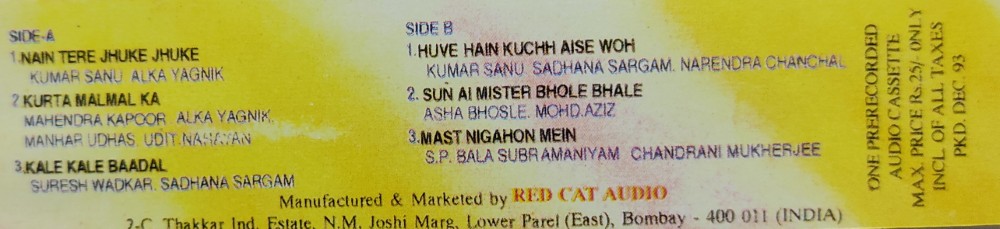 SIDE-A
1.NAIN TERE JHUKE JHUKE
KUMAR SANU ALKA YAGNIK
2 KURTA MALMAL KA
MAHENDRA KAPOOR ALKA YAGNIK,
MANHAR UDHAS. UDIT NARAYAN
3.KALE KALE BAADAL
SURESH WADKAR. SADHANA SARGAM
SIDE B
1.HUVE HAIN KUCHH AISE WOH
KUMAR SANU SADHANA SARGAM. NARENDRA CHANCHAL
2. SUN AI MISTER BHOLE BHALE
ASHA BHOSLE. MOHD.AZIZ
3.MAST NIGAHON MEIN
S.P. BALA SUBRAMANIYAM CHANDRANI MUKHERJEE
Manufactured & Marketed by RED CAT AUDIO
2-C, Thakkar Ind. Estate, N.M. Joshi Marg, Lower Parel (East), Bombay - 400 011 (INDIA)
ONE PRERECORDED
AUDIO CASSETTE
MAX. PRICE Rs.25/- ONLY
INCL. OF ALL TAXES
PKD. DEC. 93